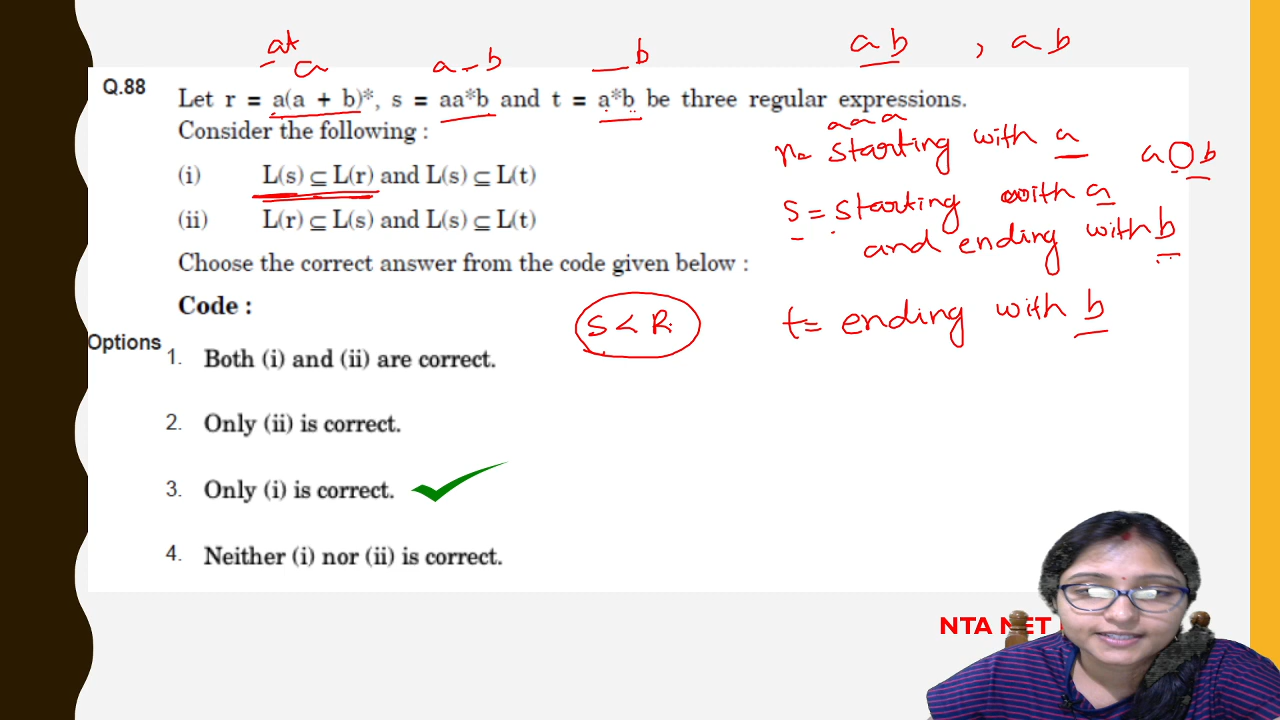 at
a
a - b
b
a b , a b
Q.88
Let r = a(a + b)*, s = aa*b and t = a*b be three regular expressions.
Consider the following :
(i) L(s) ⊆ L(r) and L(s) ⊆ L(t)
(ii) L(r) ⊆ L(s) and L(s) ⊆ L(t)
Choose the correct answer from the code given below :
Code :
Options
1. Both (i) and (ii) are correct.
2. Only (ii) is correct.
3. Only (i) is correct.
4. Neither (i) nor (ii) is correct.
a a a
starting with a
a b
s = starting with a
and ending with b
t = ending with b
S < R
NTA NET